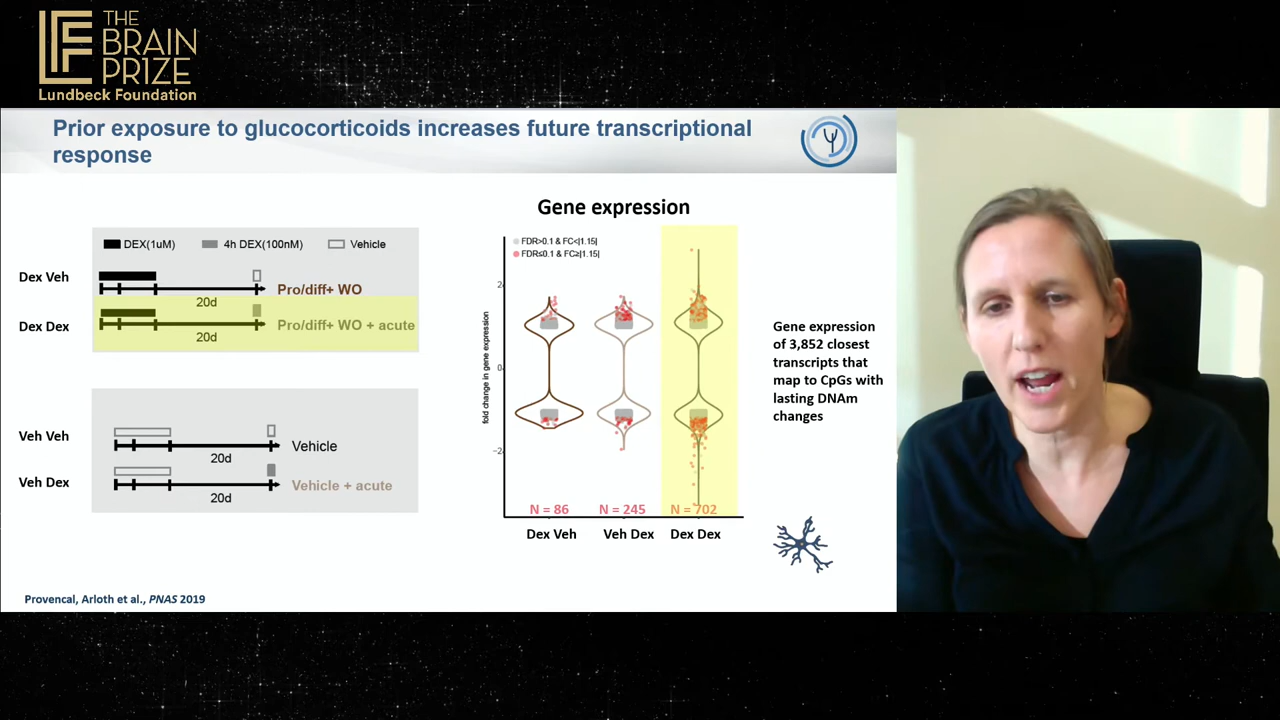 THE
BRAIN
PRIZE
Lundbeck Foundation
Prior exposure to glucocorticoids increases future transcriptional
response
Gene expression
DEX(1uM) 4h DEX(100nM) Vehicle
Dex Veh
Pro/diff+ WO
20d
Dex Dex
Pro/diff+ WO + acute
20d
Veh Veh
Vehicle
20d
Veh Dex
Vehicle + acute
20d
FDR>0.1 & FC<|1.15|
FDR≤0.1 & FC≥|1.15|
fold change in gene expression
2
0
-2
N = 86 N = 245 N = 702
Dex Veh Veh Dex Dex Dex
Gene expression
of 3,852 closest
transcripts that
map to CpGs with
lasting DNAm
changes
Provencal, Arloth et al., PNAS 2019